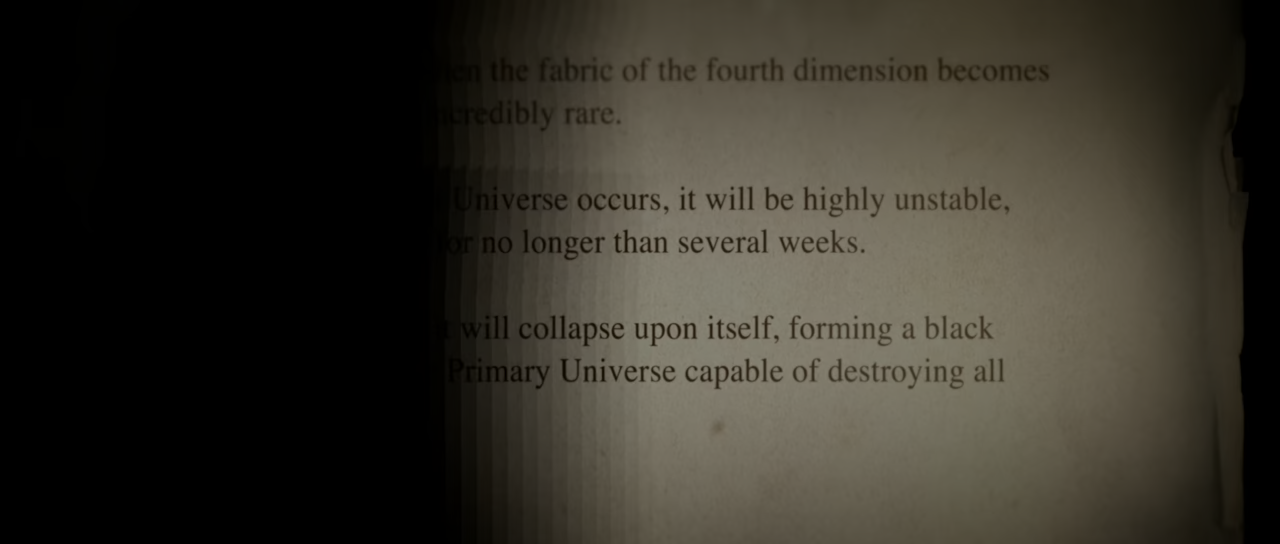 the fabric of the fourth dimension becomes
rare.
Universe occurs, it will be highly unstable,
no longer than several weeks.
will collapse upon itself, forming a black
Primary Universe capable of destroying all